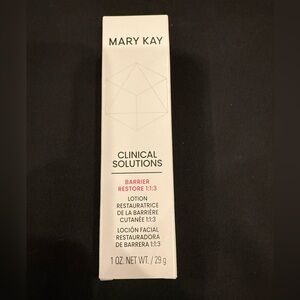 MARY KAY
CLINICAL
SOLUTIONS
BARRIER
RESTORE 1:1:3
LOTION
RESTAURATRICE
DE LA BARRIÈRE
CUTANÉE 1:1:3
LOCIÓN FACIAL
RESTAURADORA
DE BARRERA 1:1:3
1 OZ. NET WT. / 29 g